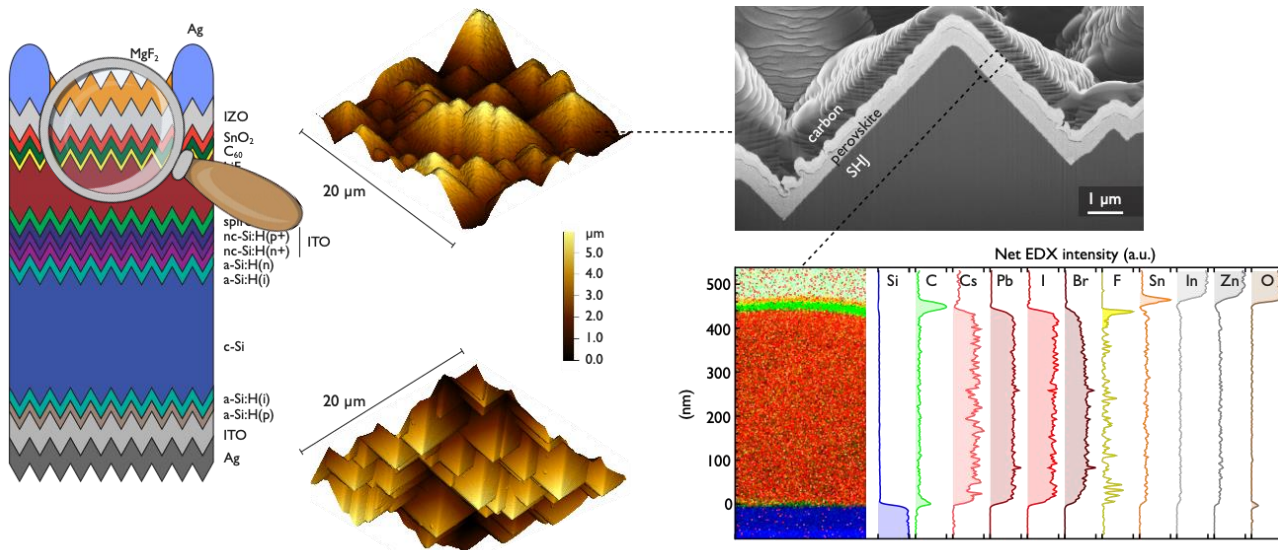 Ag
MgF2
IZO
SnO2
C60
nc-Si:H(p+)
nc-Si:H(n+)
ITO
a-Si:H(n)
a-Si:H(i)
c-Si
a-Si:H(i)
a-Si:H(p)
ITO
Ag
20 µm
µm
5.0
4.0
3.0
2.0
1.0
0.0
20 µm
carbon
perovskite
SHJ
1 µm
Net EDX intensity (a.u.)
Si C Cs Pb I Br F Sn In Zn O
500
400
300
200
100
0
(nm)